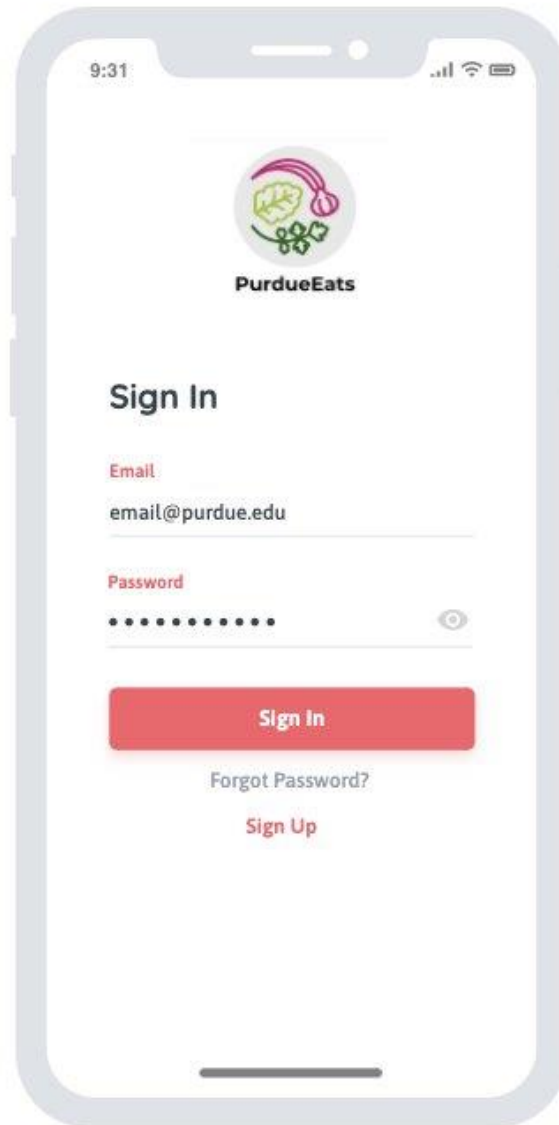 9:31
PurdueEats
Sign In
Email
email@purdue.edu
Password
•••••••••••
Sign In
Forgot Password?
Sign Up